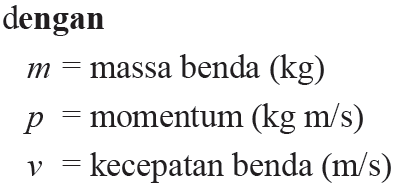 dengan
m = massa benda (kg)
p = momentum (kg m/s)
v = kecepatan benda (m/s)